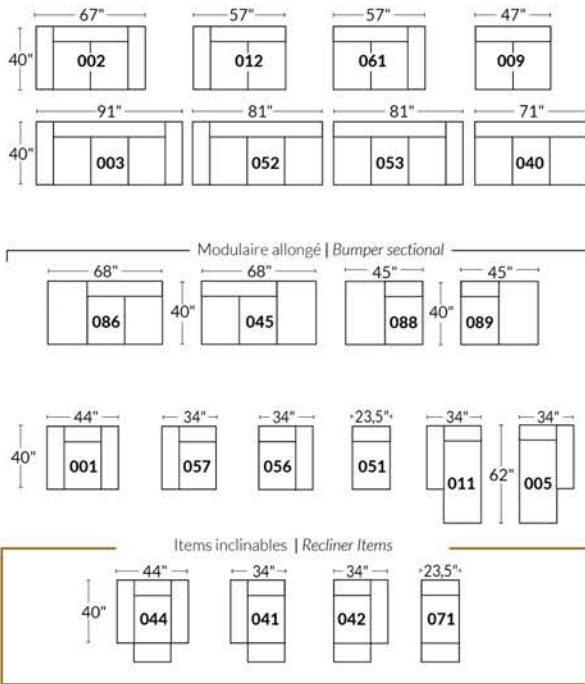 67" 57" 57" 47"
40" 002 012 061 009
91" 81" 81" 71"
40" 003 052 053 040
Modulaire allongé | Bumper sectional
68" 68" 45" 45"
086 40" 045 088 40" 089
44" 34" 34" 23,5" 34" 34"
40" 001 057 056 051 011 62" 005
Items inclinables | Recliner Items
44" 34" 34" 23,5"
40" 044 041 042 071